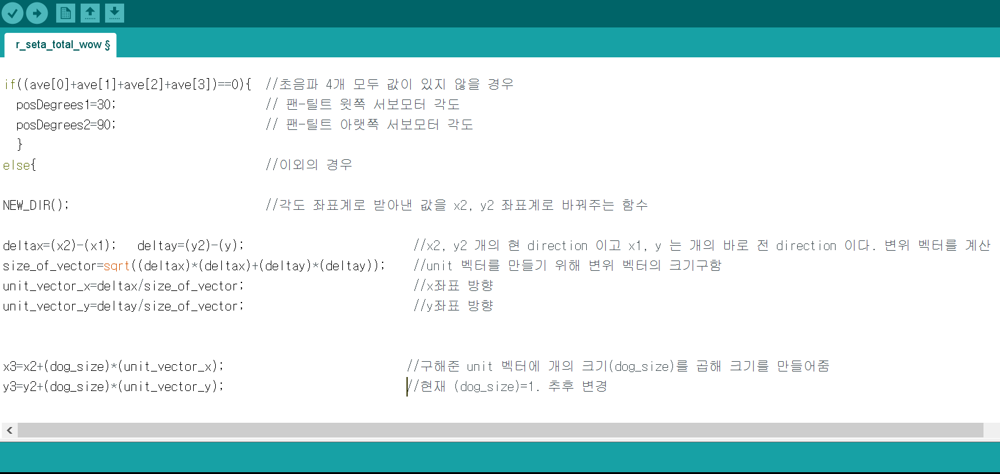 r_seta_total_wow §
if((ave[0]+ave[1]+ave[2]+ave[3])==0){  //초음파 4개 모두 값이 있지 않을 경우
posDegrees1=30;  // 팬-틸트 윗쪽 서보모터 각도
posDegrees2=90;  // 팬-틸트 아랫쪽 서보모터 각도
}
else{  //이외의 경우
NEW_DIR();  //각도 좌표계로 받아낸 값을 x2, y2 좌표계로 바꿔주는 함수
deltax=(x2)-(x1);   deltay=(y2)-(y);  //x2, y2 개의 현 direction 이고 x1, y 는 개의 바로 전 direction 이다. 변위 벡터를 계산
size_of_vector=sqrt((deltax)*(deltax)+(deltay)*(deltay));  //unit 벡터를 만들기 위해 변위 벡터의 크기구함
unit_vector_x=deltax/size_of_vector;  //x좌표 방향
unit_vector_y=deltay/size_of_vector;  //y좌표 방향
x3=x2+(dog_size)*(unit_vector_x);  //구해준 unit 벡터에 개의 크기(dog_size)를 곱해 크기를 만들어줌
y3=y2+(dog_size)*(unit_vector_y);  //현재 (dog_size)=1. 추후 변경